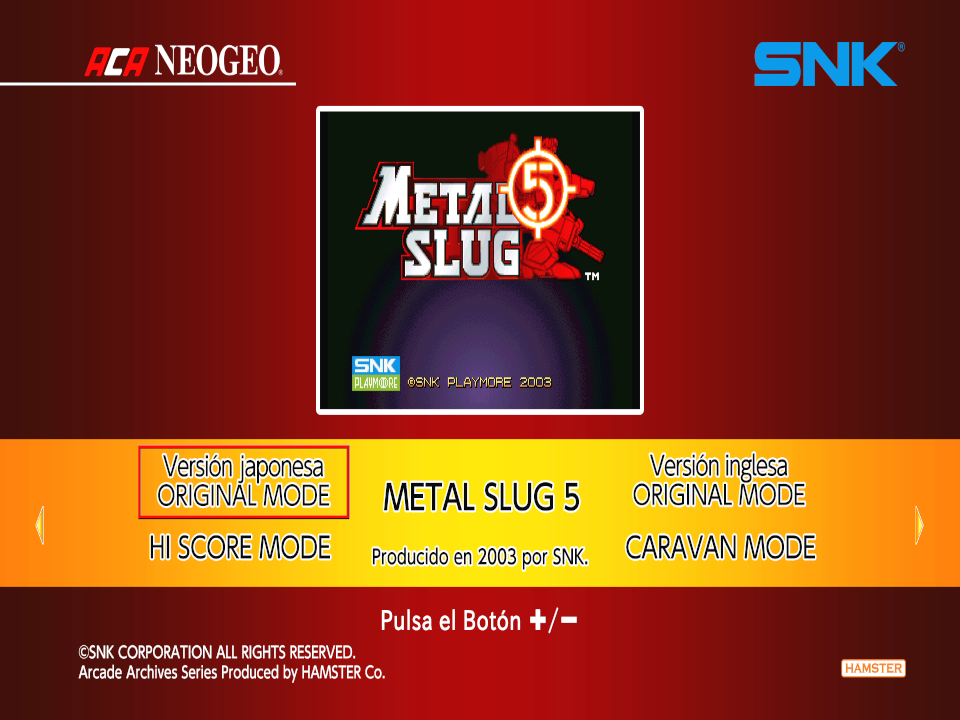 ACA NEOGEO®
SNK®
METAL
SLUG
5
TM
SNK
PLAYMORE
©SNK PLAYMORE 2003
Versión japonesa
ORIGINAL MODE
HI SCORE MODE
METAL SLUG 5
Producido en 2003 por SNK.
Versión inglesa
ORIGINAL MODE
CARAVAN MODE
Pulsa el Botón +/−
©SNK CORPORATION ALL RIGHTS RESERVED.
Arcade Archives Series Produced by HAMSTER Co.
HAMSTER